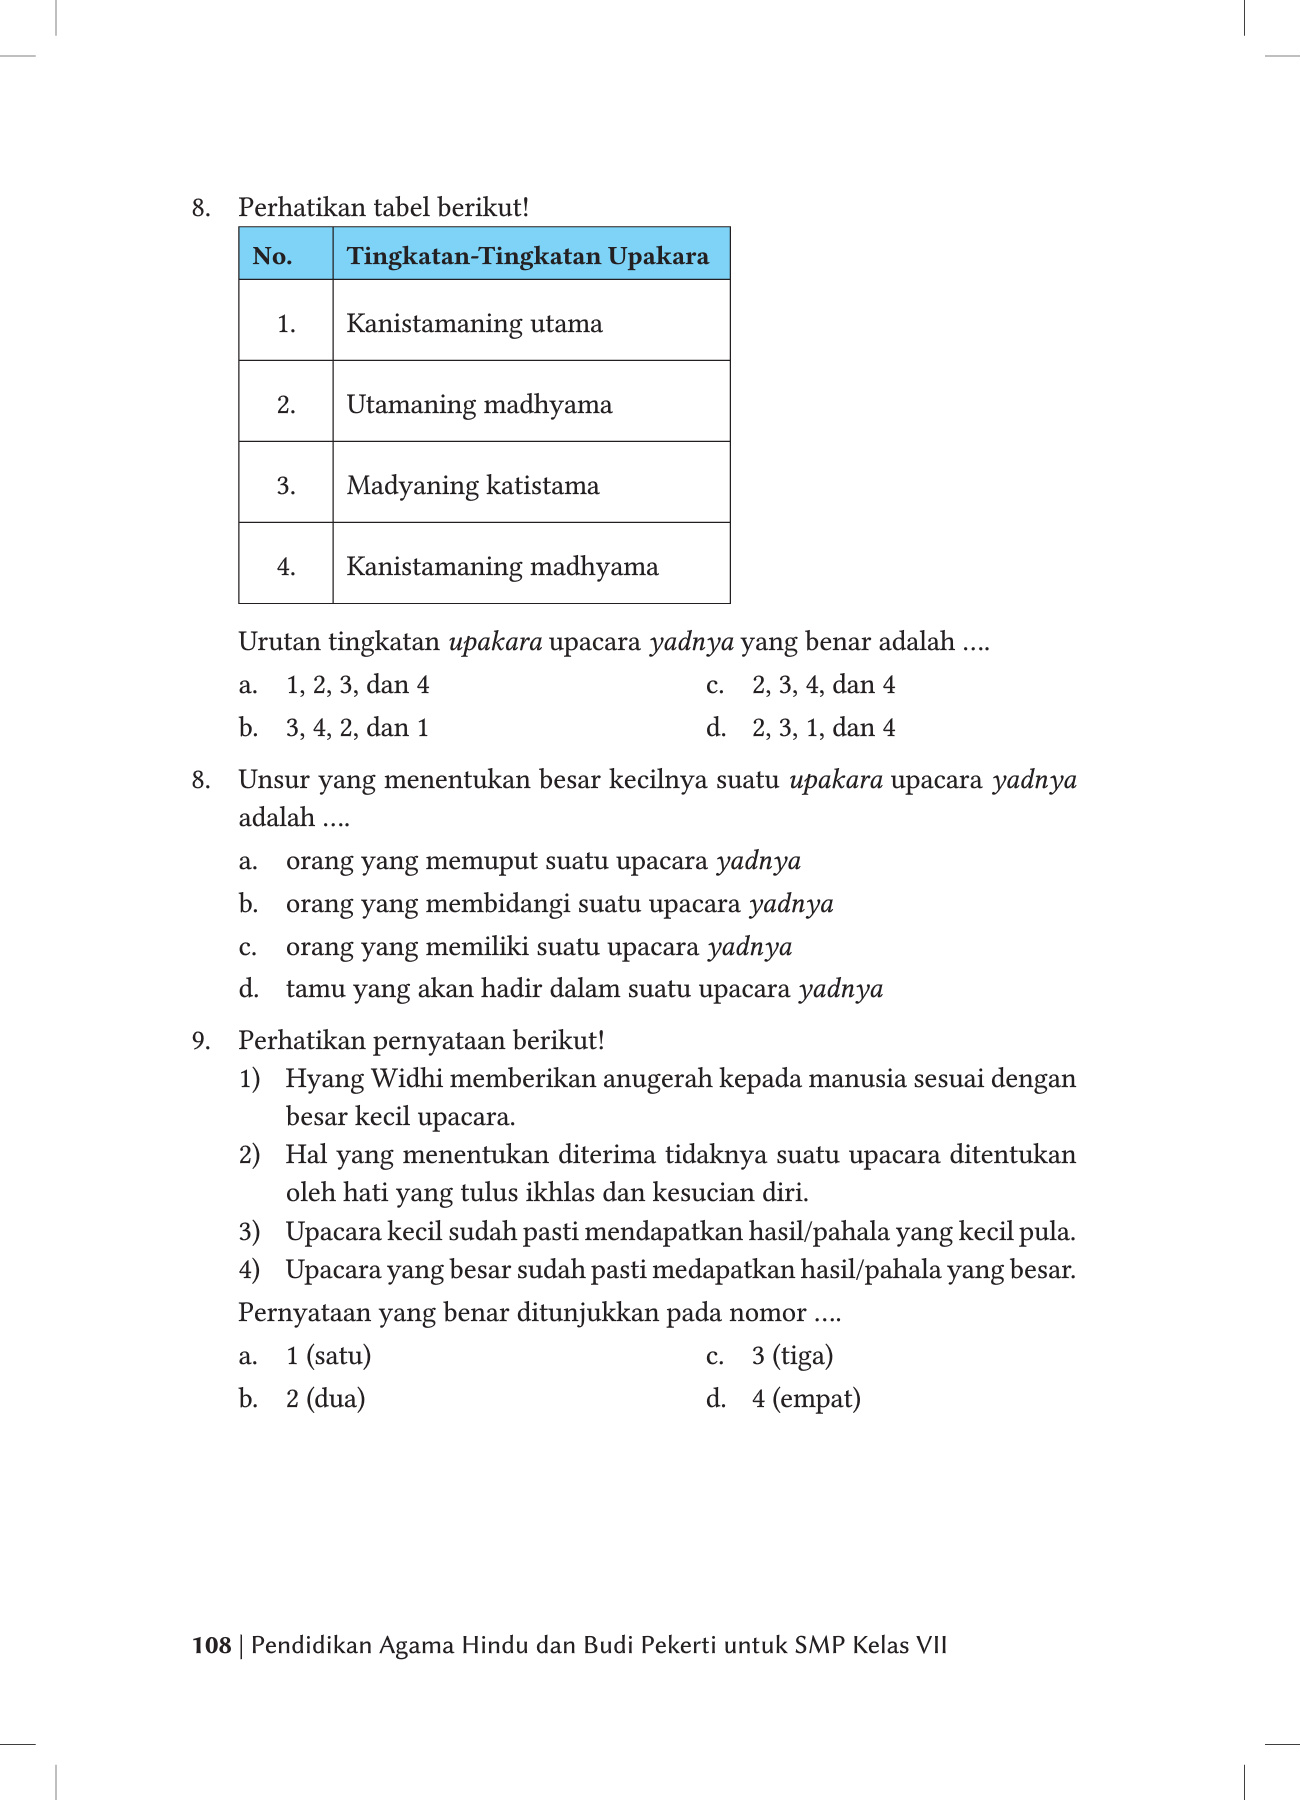 8. Perhatikan tabel berikut!
No. Tingkatan-Tingkatan Upakara
1. Kanistamaning utama
2. Utamaning madhyama
3. Madyaning katistama
4. Kanistamaning madhyama
Urutan tingkatan upakara upacara yadnya yang benar adalah ....
a. 1, 2, 3, dan 4
b. 3, 4, 2, dan 1
c. 2, 3, 4, dan 4
d. 2, 3, 1, dan 4
8. Unsur yang menentukan besar kecilnya suatu upakara upacara yadnya
adalah ....
a. orang yang memuput suatu upacara yadnya
b. orang yang membidangi suatu upacara yadnya
c. orang yang memiliki suatu upacara yadnya
d. tamu yang akan hadir dalam suatu upacara yadnya
9. Perhatikan pernyataan berikut!
1) Hyang Widhi memberikan anugerah kepada manusia sesuai dengan
besar kecil upacara.
2) Hal yang menentukan diterima tidaknya suatu upacara ditentukan
oleh hati yang tulus ikhlas dan kesucian diri.
3) Upacara kecil sudah pasti mendapatkan hasil/pahala yang kecil pula.
4) Upacara yang besar sudah pasti medapatkan hasil/pahala yang besar.
Pernyataan yang benar ditunjukkan pada nomor ....
a. 1 (satu)
b. 2 (dua)
c. 3 (tiga)
d. 4 (empat)
108 | Pendidikan Agama Hindu dan Budi Pekerti untuk SMP Kelas VII